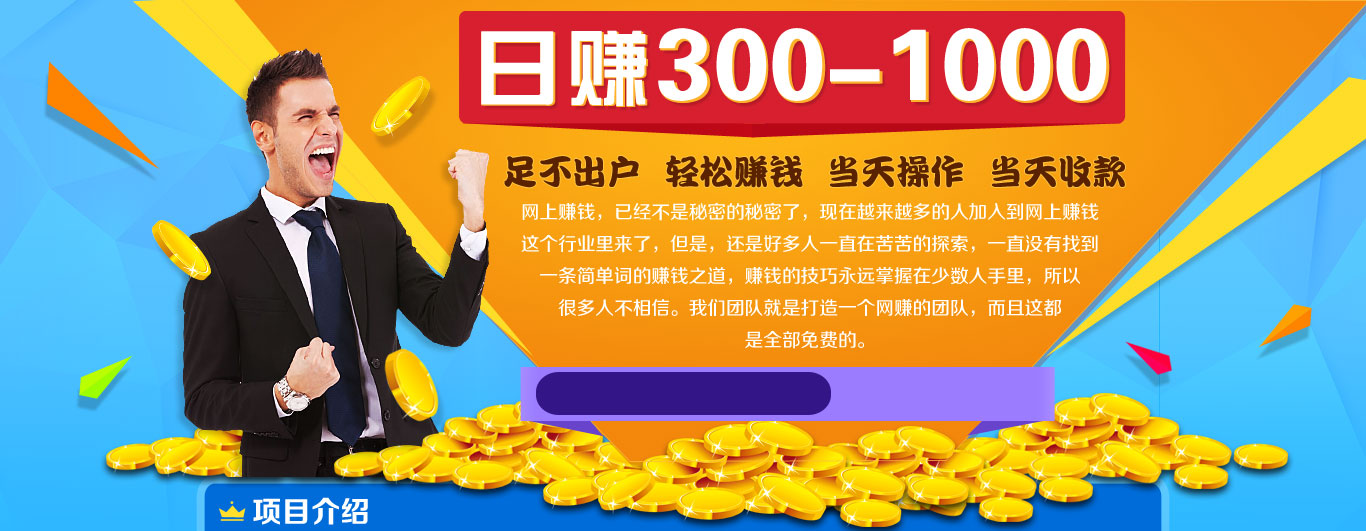 日赚300-1000
足不出户 轻松赚钱 当天操作 当天收款
网上赚钱，已经不是秘密的秘密了，现在越来越多的人加入到网上赚钱
这个行业里来了，但是，还是好多人一直在苦苦的探索，一直没有找到
一条简单词的赚钱之道，赚钱的技巧永远掌握在少数人手里，所以
很多人不相信。我们团队就是打造一个网赚的团队，而且这都
是全部免费的。
项目介绍